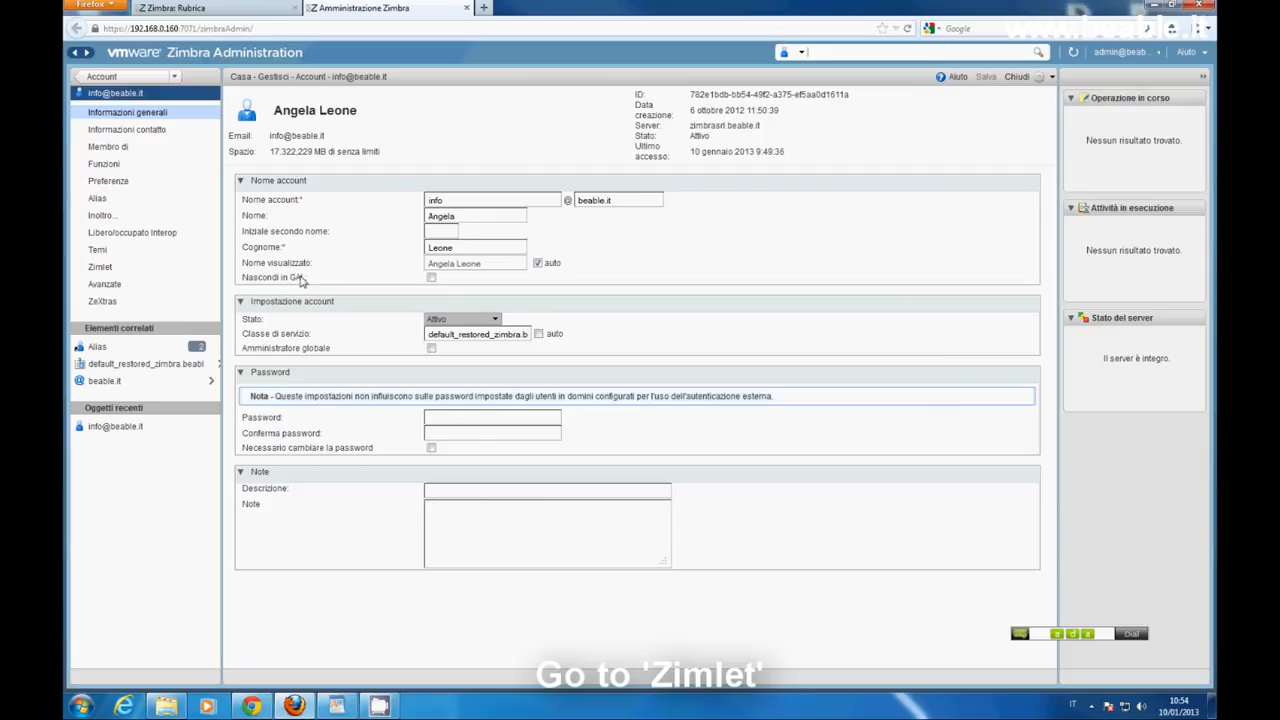 Firefox
Zimbra: Rubrica
Amministrazione Zimbra
www.beable.it
https://192.168.0.160:7071/zimbraAdmin/
Google
vmware Zimbra Administration
admin@beab...
Aiuto
Account
Casa - Gestisci - Account - info@beable.it
Aiuto Salva Chiudi
info@beable.it
Informazioni generali
Informazioni contatto
Membro di
Funzioni
Preferenze
Alias
Inoltro...
Libero/occupato Interop
Temi
Zimlet
Avanzate
ZeXtras
Elementi correlati
Alias 2
default_restored_zimbra.beabl
beable.it
Oggetti recenti
info@beable.it
Angela Leone
Email: info@beable.it
Spazio: 17.322,229 MB di senza limiti
ID: 782e1bdb-bb54-49f2-a375-ef5aa0d1611a
Data creazione: 6 ottobre 2012 11:50:39
Server: zimbrasrl.beable.it
Stato: Attivo
Ultimo accesso: 10 gennaio 2013 9:49:36
Nome account
Nome account:* info @ beable.it
Nome: Angela
Iniziale secondo nome:
Cognome:* Leone
Nome visualizzato: Angela Leone auto
Nascondi in GAL
Impostazione account
Stato: Attivo
Classe di servizio: default_restored_zimbra.b auto
Amministratore globale
Password
Nota - Queste impostazioni non influiscono sulle password impostate dagli utenti in domini configurati per l'uso dell'autenticazione esterna.
Password:
Conferma password:
Necessario cambiare la password
Note
Descrizione:
Note
Operazione in corso
Nessun risultato trovato.
Attività in esecuzione
Nessun risultato trovato.
Stato del server
Il server è integro.
a d a Dial
Go to 'Zimlet'
IT
10:54
10/01/2013